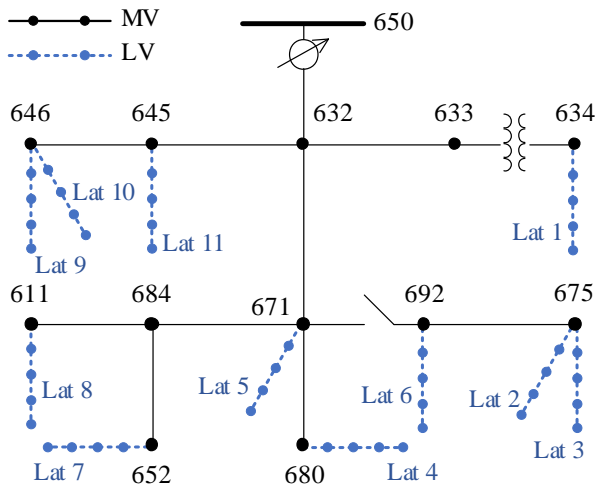 MV
650
LV
646
645
632
633
634
Lat 10
Lat 9
Lat 11
Lat 1
611
684
671
692
675
Lat 8
Lat 5
Lat 6
Lat 2
Lat 3
Lat 7
652
680
Lat 4